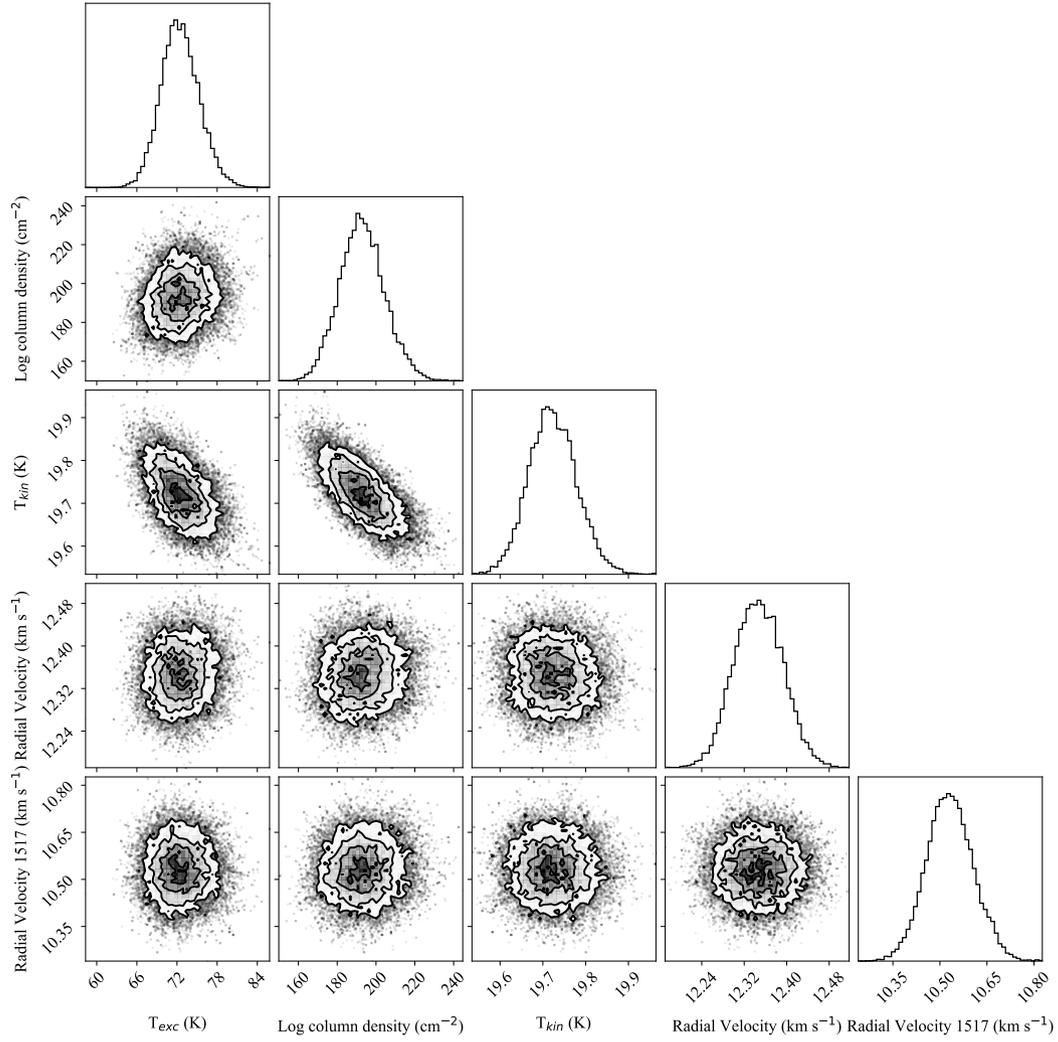 240
220
200
180
160
Log column density (cm−2)
19.9
19.8
19.7
19.6
Tkin (K)
12.48
12.40
12.32
12.24
Radial Velocity (km s−1)
10.80
10.65
10.50
10.35
Radial Velocity 1517 (km s−1)
60 66 72 78 84
160 180 200 220 240
19.6 19.7 19.8 19.9
12.24 12.32 12.40 12.48
10.35 10.50 10.65 10.80
Texc (K) Log column density (cm−2) Tkin (K) Radial Velocity (km s−1) Radial Velocity 1517 (km s−1)